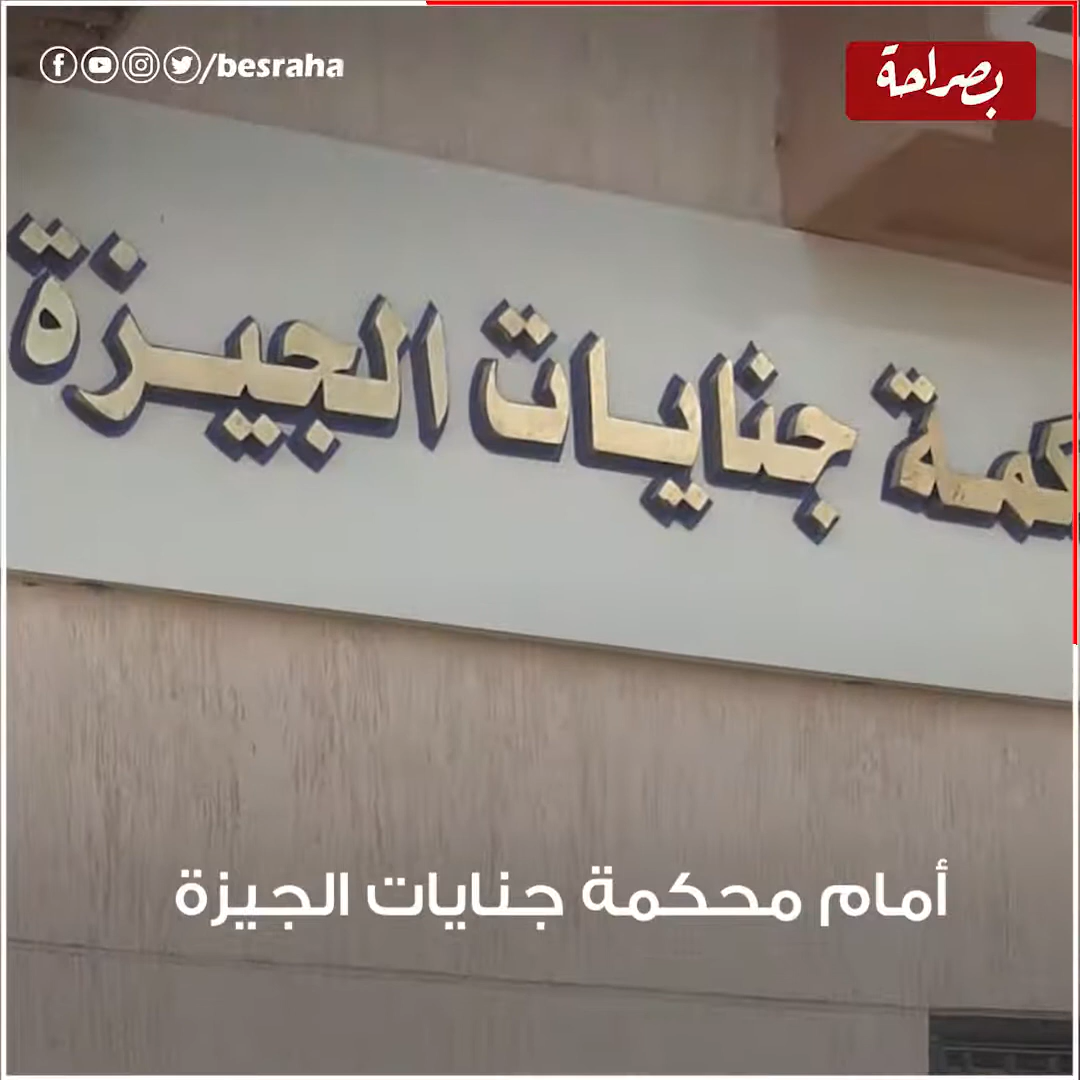 /besraha
بصراحة
كمة جنايات الجيزة
أمام محكمة جنايات الجيزة